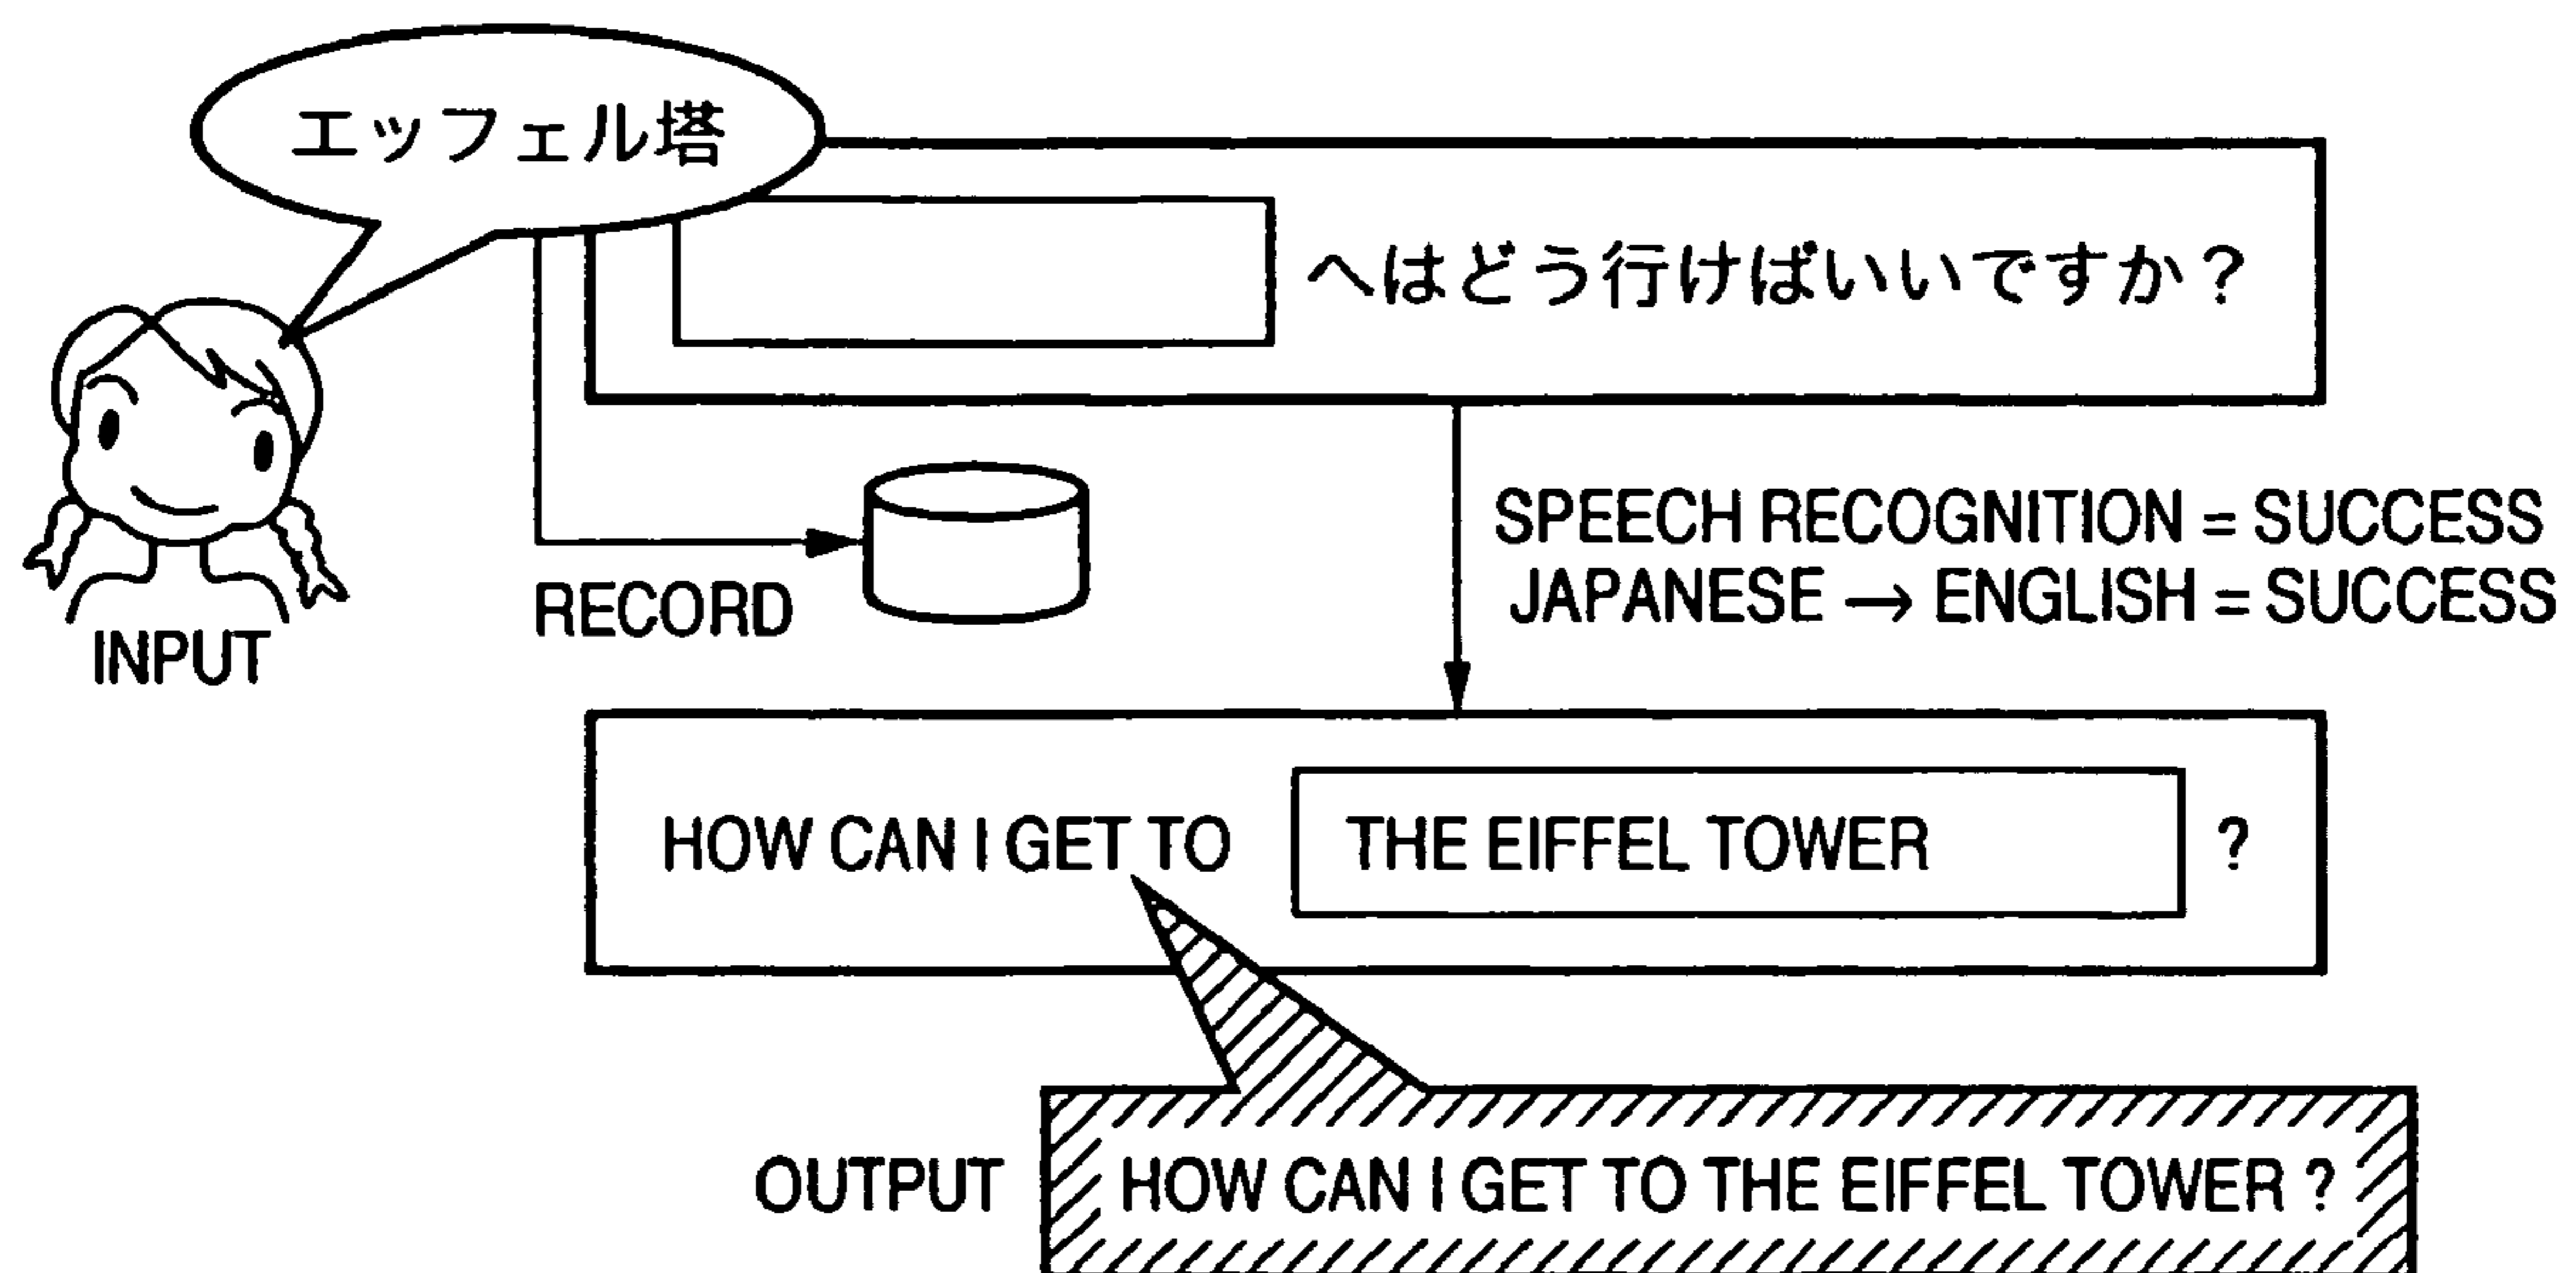 エッフェル塔
へはどう行けばいいですか？
SPEECH RECOGNITION = SUCCESS
JAPANESE → ENGLISH = SUCCESS
RECORD
INPUT
HOW CAN I GET TO THE EIFFEL TOWER ?
OUTPUT HOW CAN I GET TO THE EIFFEL TOWER ?